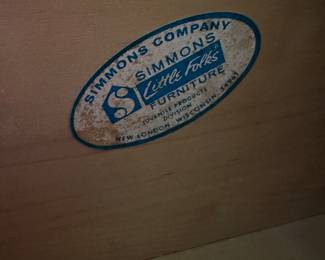 SIMMONS COMPANY
SIMMONS
S
Little Folks
FURNITURE
JUVENILE PRODUCTS
DIVISION
NEW LONDON, WISCONSIN,